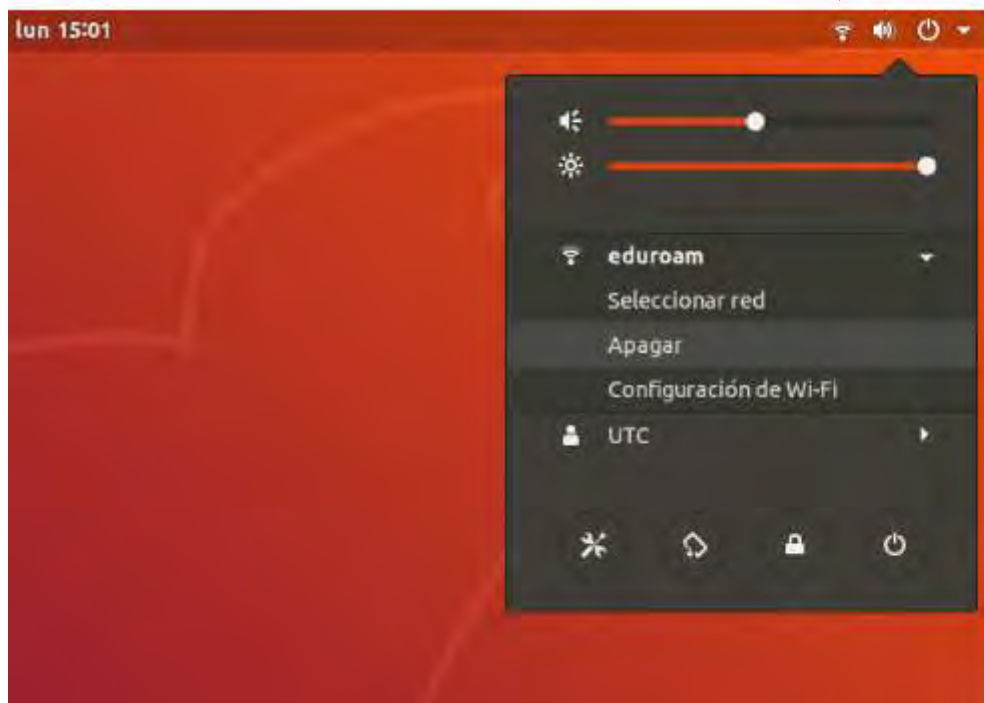 lun 15:01
eduroam
Seleccionar red
Apagar
Configuración de Wi-Fi
UTC